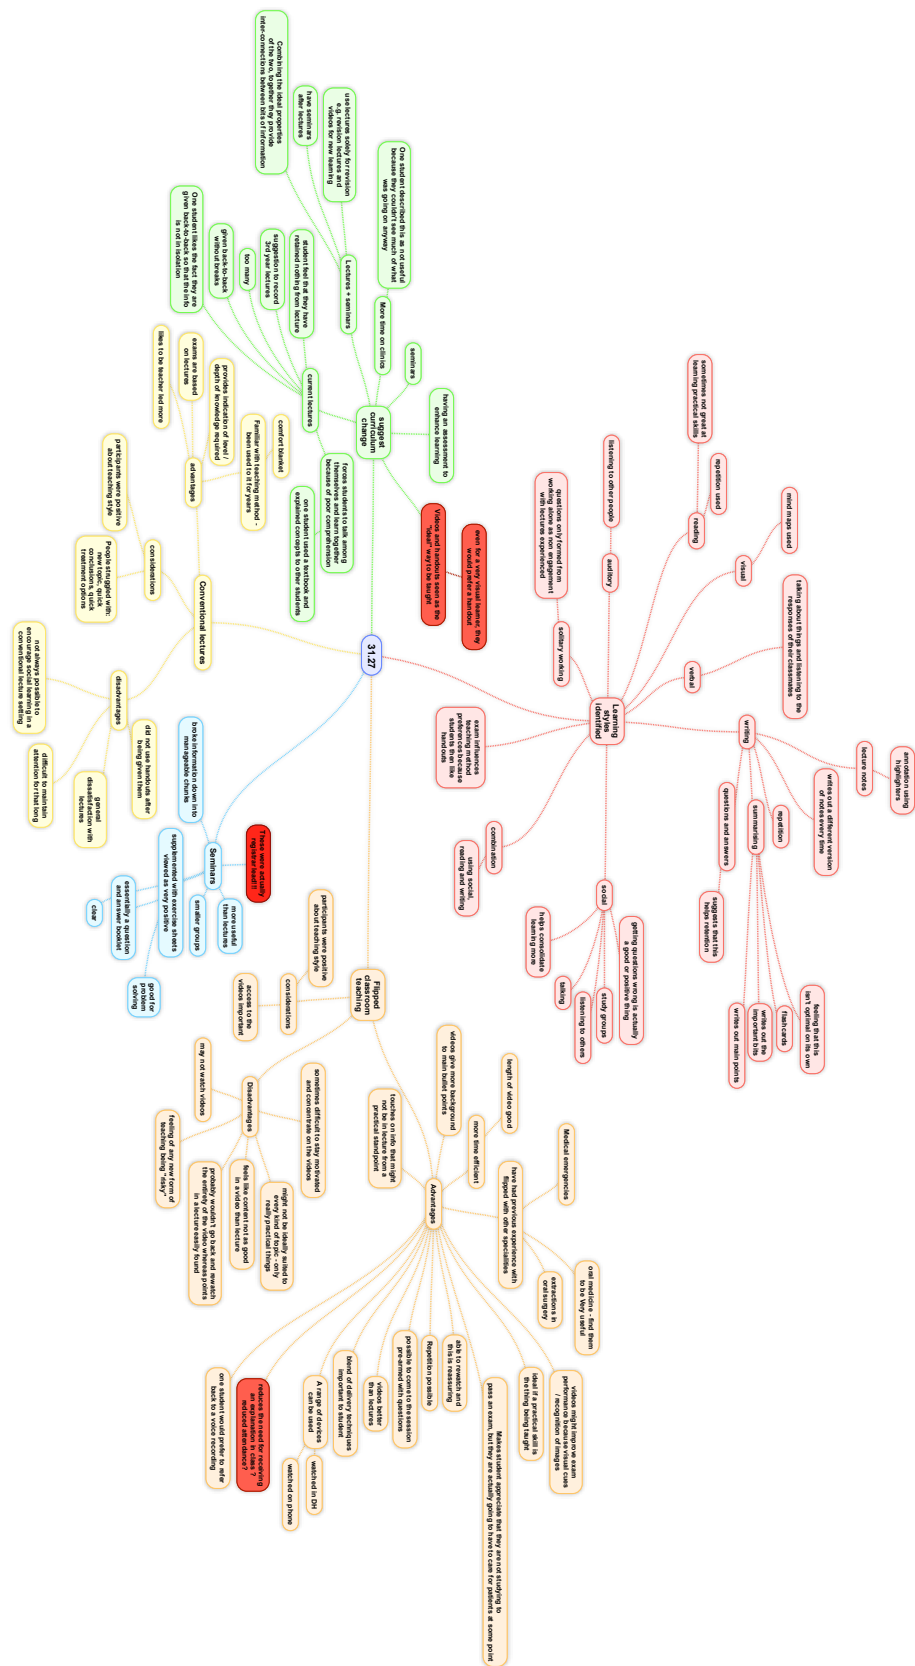 31.27
Learning
styles
identified
sometimes not great at
learning practical skills
repetition used
reading
mind maps used
visual
talking about things and listening to the
responses of their classmates
verbal
listening to other people
auditory
questions only formed from
working alone as non engagement
with lectures experienced
solitary working
exam influences
teaching method
preferences because
students then like
handouts
writing
annotation using
highlighters
lecture notes
writes out a different version
of notes every time
repetition
summarising
feeling that this
isn't optimal on its own
flashcards
writes out the
important bits
writes out main points
questions and answers
suggests that this
helps retention
combination
using social,
reading and writing
social
getting questions wrong is actually
a good or positive thing
study groups
listening to others
talking
helps consolidate
learning more
suggest
curriculum
change
having an assessment to
enhance learning
seminars
More time on clinics
One student described this as not useful
because they couldn't see much of what
was going on anyway
Lectures + seminars
use lectures solely for revision
e.g. revision lectures and
videos for new learning
have seminars
after lectures
Combining the ideal properties
of the two, together they provide
inter-connections between bits of information
current lectures
student feel that they have
retained nothing from lecture
suggestion to record
3rd year lectures
too many
given back-to-back
without breaks
One student likes the fact they are
given back-to-back so that the info
is not in isolation
forces students to talk among
themselves and learn together
because of poor comprehension
one student used a textbook and
explained concepts to other students
Videos and handouts seen as the
"ideal" way to be taught
even for a very visual learner, they
would prefer a handout
Conventional lectures
advantages
comfort blanket
Familiar with teaching method -
been used to it for years
provides indication of level /
depth of knowledge required
exams are based
on lectures
likes to be teacher led more
considerations
participants were positive
about teaching style
People struggled with:
new topic, quick
conclusions, quick
treatment options
disadvantages
not always possible to
encourage social learning in a
conventional lecture setting
difficult to maintain
attention for that long
general
dissatisfaction with
lectures
did not use handouts after
being given them
Seminars
broke information down into
manageable chunks
These were actually
registrar lead! !!
more useful
than lectures
smaller groups
supplemented with exercise sheets
viewed as very positive
good for
problem
solving
essentially a question
and answer booklet
clear
Flipped
classroom
teaching
considerations
participants were positive
about teaching style
access to the
videos important
Disadvantages
sometimes difficult to stay motivated
and concentrate on the videos
may not watch videos
feeling of any new form of
teaching being "risky"
probably wouldn't go back and rewatch
the entirety of the video whereas points
in a lecture easily found
feels like content not as good
in a video than lecture
might not be ideally suited to
every kind of topic - only
really practical things
Advantages
videos give more background
to main bullet points
touches on info that might
not be in lecture from a
practical standpoint
length of video good
more time efficient
have had previous experience with
flipped with other specialities
Medical emergencies
oral medicine - find them
to be Very useful
extractions in
oral surgery
videos might improve exam
performance because visual cues
/ recognition of images
ideal if a practical skill is
the thing being taught
Makes student appreciate that they are not studying to
pass an exam, but they are actually going to have to care for patients at some point
able to rewatch and
this is reassuring
Repetition possible
possible to come to the session
pre-armed with questions
videos better
than lectures
blend of delivery techniques
important to student
A range of devices
can be used
watched in DH
watched on phone
reduces the need for receiving
an explanation in class ?
reduced attendance?
one student would prefer to refer
back to a voice recording